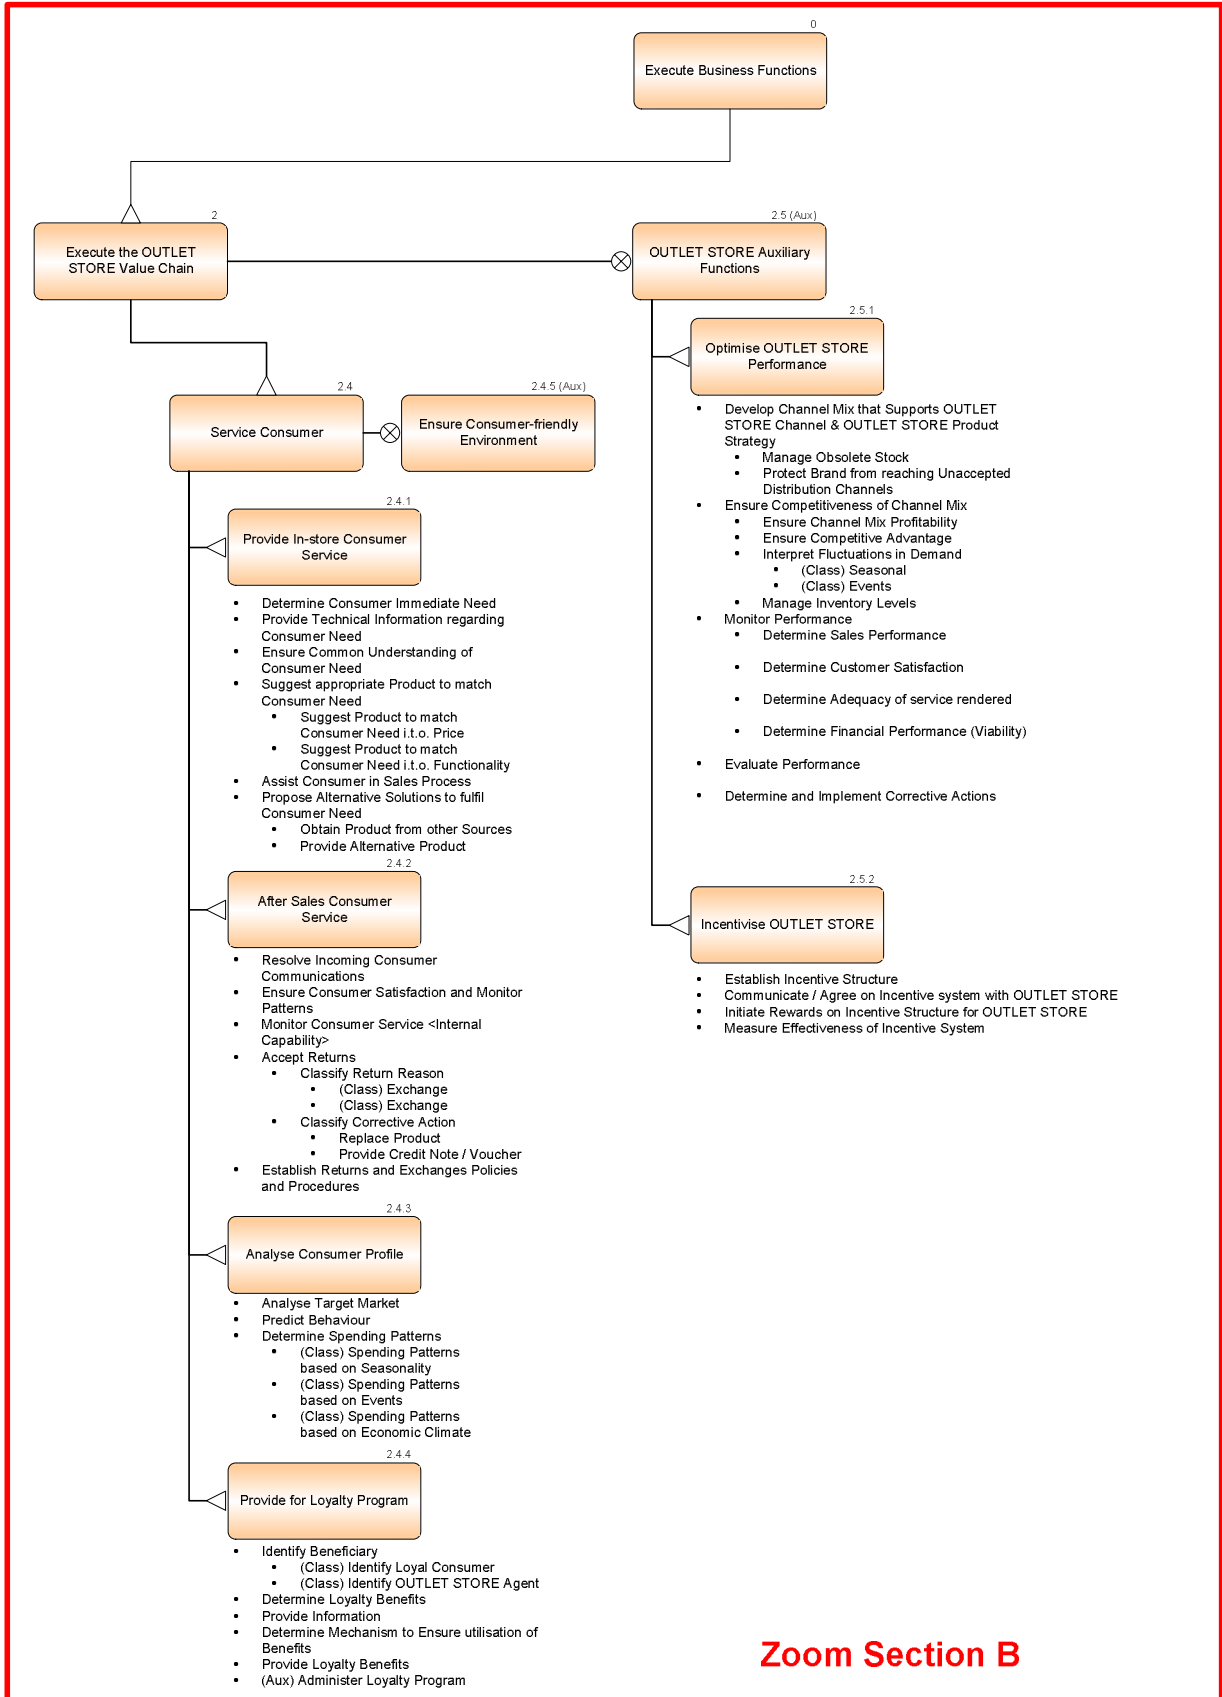 0
Execute Business Functions
2
Execute the OUTLET
STORE Value Chain
2.5 (Aux)
OUTLET STORE Auxiliary
Functions
2.4
Service Consumer
2.4.5 (Aux)
Ensure Consumer-friendly
Environment
2.4.1
Provide In-store Consumer
Service
• Determine Consumer Immediate Need
• Provide Technical Information regarding
Consumer Need
• Ensure Common Understanding of
Consumer Need
• Suggest appropriate Product to match
Consumer Need
• Suggest Product to match
Consumer Need i.t.o. Price
• Suggest Product to match
Consumer Need i.t.o. Functionality
• Assist Consumer in Sales Process
• Propose Alternative Solutions to fulfil
Consumer Need
• Obtain Product from other Sources
• Provide Alternative Product
2.4.2
After Sales Consumer
Service
• Resolve Incoming Consumer
Communications
• Ensure Consumer Satisfaction and Monitor
Patterns
• Monitor Consumer Service <Internal
Capability>
• Accept Returns
• Classify Return Reason
• (Class) Exchange
• (Class) Exchange
• Classify Corrective Action
• Replace Product
• Provide Credit Note / Voucher
• Establish Returns and Exchanges Policies
and Procedures
2.4.3
Analyse Consumer Profile
• Analyse Target Market
• Predict Behaviour
• Determine Spending Patterns
• (Class) Spending Patterns
based on Seasonality
• (Class) Spending Patterns
based on Events
• (Class) Spending Patterns
based on Economic Climate
2.4.4
Provide for Loyalty Program
• Identify Beneficiary
• (Class) Identify Loyal Consumer
• (Class) Identify OUTLET STORE Agent
• Determine Loyalty Benefits
• Provide Information
• Determine Mechanism to Ensure utilisation of
Benefits
• Provide Loyalty Benefits
• (Aux) Administer Loyalty Program
2.5.1
Optimise OUTLET STORE
Performance
• Develop Channel Mix that Supports OUTLET
STORE Channel & OUTLET STORE Product
Strategy
• Manage Obsolete Stock
• Protect Brand from reaching Unaccepted
Distribution Channels
• Ensure Competitiveness of Channel Mix
• Ensure Channel Mix Profitability
• Ensure Competitive Advantage
• Interpret Fluctuations in Demand
• (Class) Seasonal
• (Class) Events
• Manage Inventory Levels
• Monitor Performance
• Determine Sales Performance
• Determine Customer Satisfaction
• Determine Adequacy of service rendered
• Determine Financial Performance (Viability)
• Evaluate Performance
• Determine and Implement Corrective Actions
2.5.2
Incentivise OUTLET STORE
• Establish Incentive Structure
• Communicate / Agree on Incentive system with OUTLET STORE
• Initiate Rewards on Incentive Structure for OUTLET STORE
• Measure Effectiveness of Incentive System
Zoom Section B